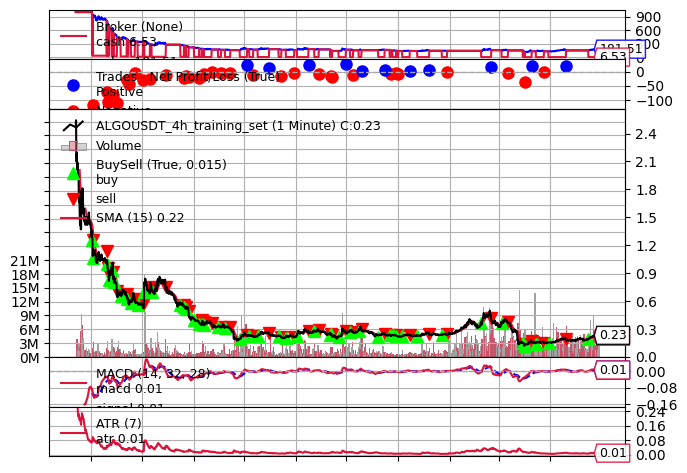 Broker (None)
cash 6.53
900
600
181.51
6.53
Trades - Net Profit/Loss (True)
Positive
0
−50
−100
ALGOUSDT_4h_training_set (1 Minute) C:0.23
Volume
BuySell (True, 0.015)
buy
sell
SMA (15) 0.22
2.4
2.1
1.8
1.5
1.2
0.9
0.6
0.3
0.0
0.23
21M
18M
15M
12M
9M
6M
3M
0M
MACD (14, 32, 28)
macd 0.01
0.01
0.00
−0.08
−0.16
ATR (7)
atr 0.01
0.24
0.16
0.08
0.00
0.01